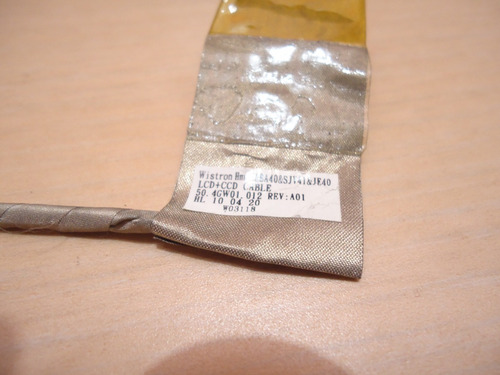 Wistron
LCD+CCD CABLE
50.4GW01.012 REV:A01
HL 10 04 20
W03118